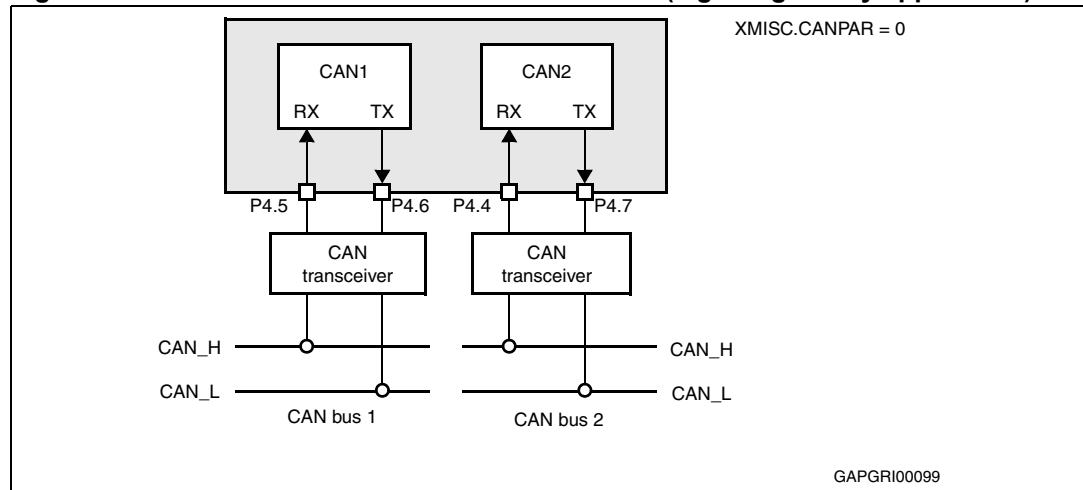 XMISC.CANPAR = 0
CAN1
CAN2
RX TX
RX TX
P4.5
P4.6
P4.4
P4.7
CAN
transceiver
CAN
transceiver
CAN_H
CAN_H
CAN_L
CAN_L
CAN bus 1
CAN bus 2
GAPGRI00099